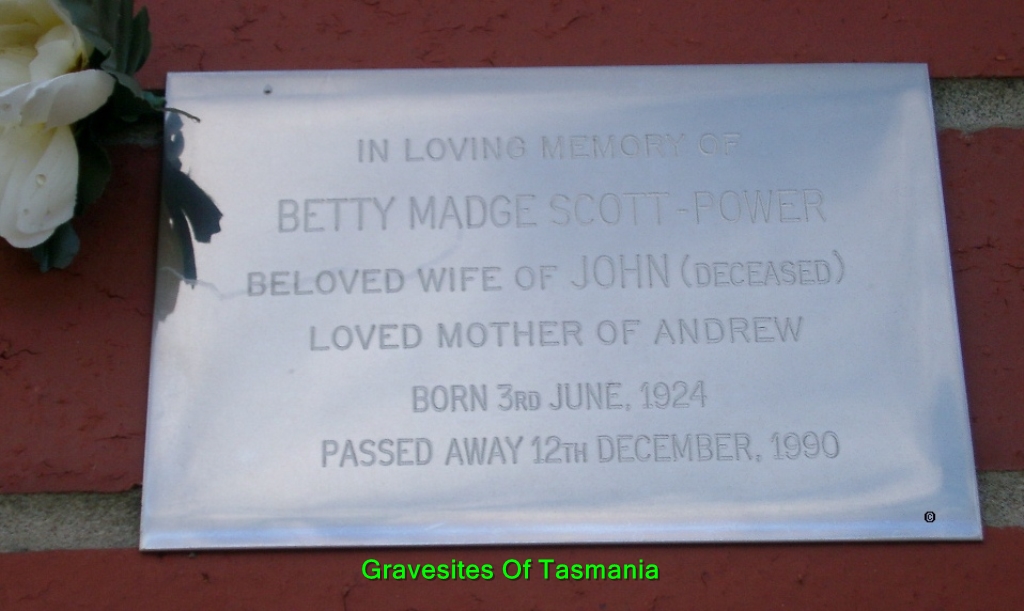 IN LOVING MEMORY OF
BETTY MADGE SCOTT-POWER
BELOVED WIFE OF JOHN (DECEASED)
LOVED MOTHER OF ANDREW
BORN 3RD JUNE, 1924
PASSED AWAY 12TH DECEMBER, 1990
©
Gravesites Of Tasmania